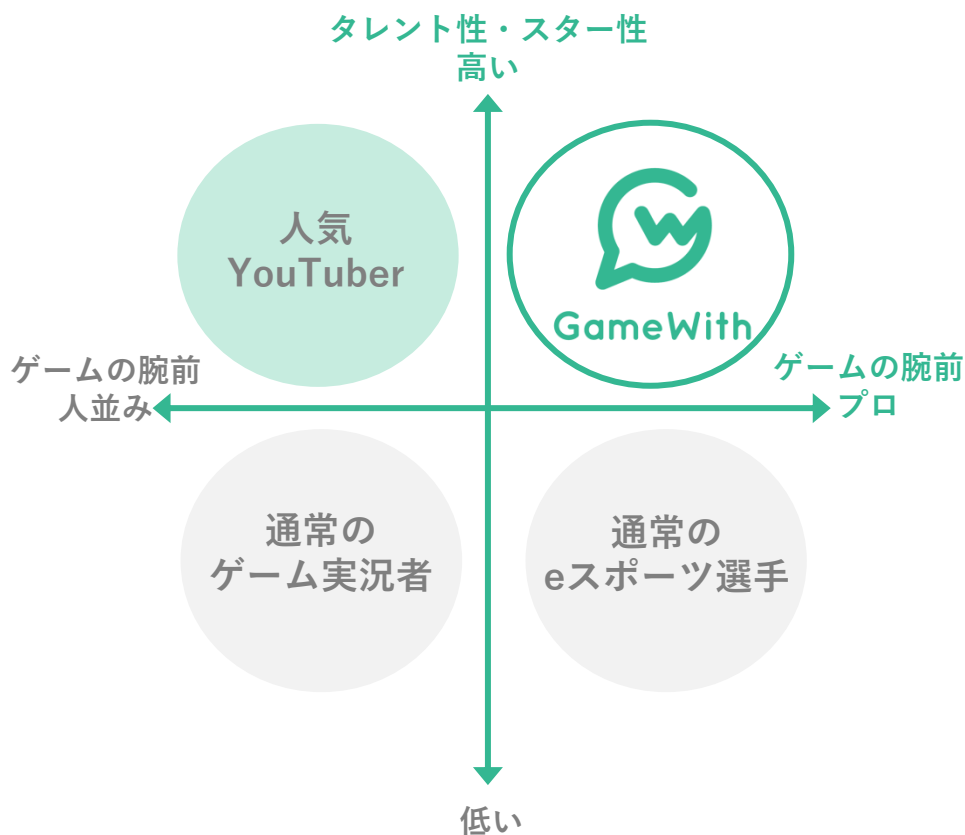 タレント性・スター性
高い
人気
YouTuber
GameWith
ゲームの腕前
人並み
ゲームの腕前
プロ
通常の
ゲーム実況者
通常の
eスポーツ選手
低い